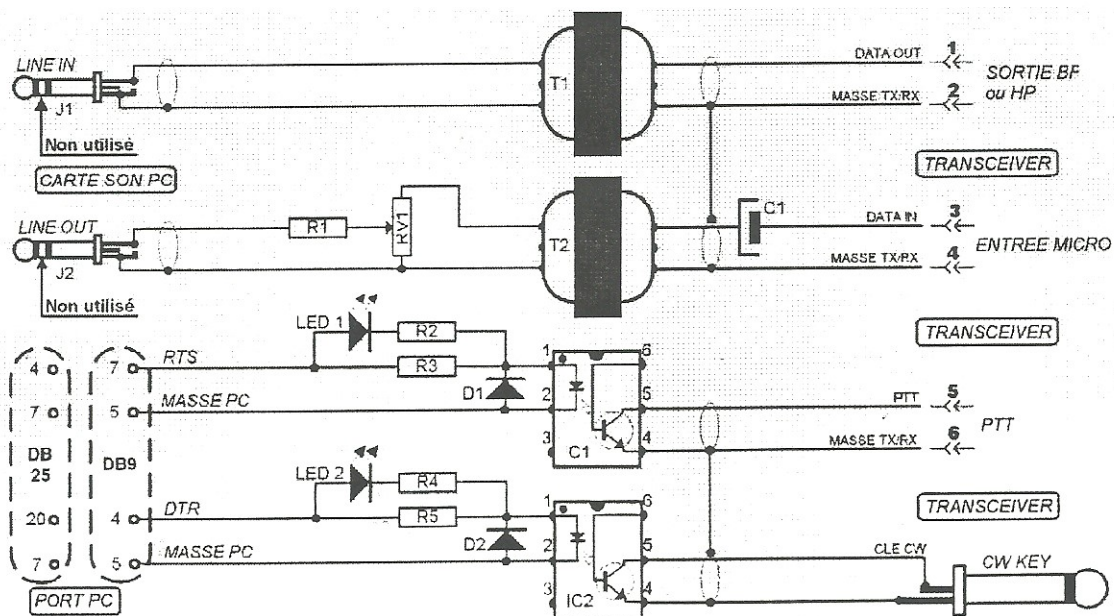 LINE IN
J1
Non utilisé
CARTE SON PC
T1
DATA OUT
1
MASSE TX/RX
2
SORTIE BF
ou HP
TRANSCEIVER
LINE OUT
J2
Non utilisé
R1
RV1
T2
C1
DATA IN
3
MASSE TX/RX
4
ENTREE MICRO
TRANSCEIVER
LED 1
R2
R3
D1
4
7
RTS
7
5
MASSE PC
1
2
3
6
5
4
C1
PTT
5
MASSE TX/RX
6
PTT
DB
25
DB9
LED 2
R4
R5
D2
20
4
DTR
7
5
MASSE PC
1
2
3
6
5
4
IC2
TRANSCEIVER
CLE CW
CW KEY
PORT PC